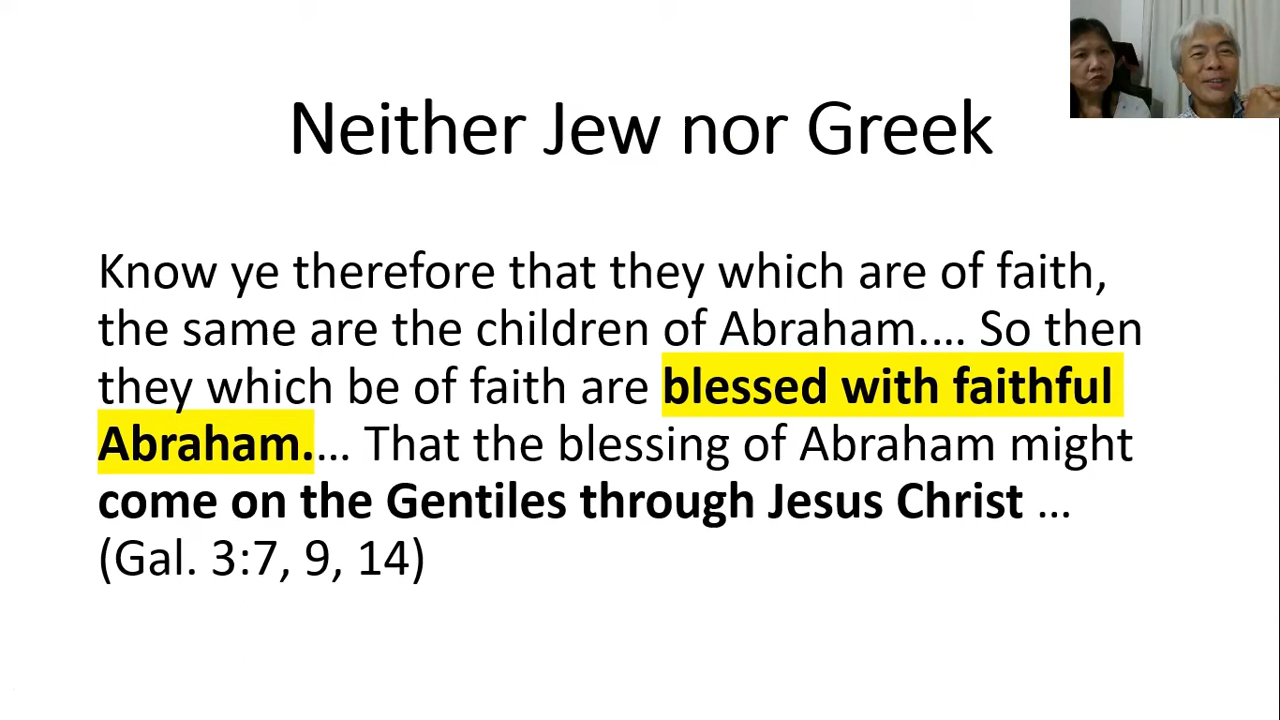 Neither Jew nor Greek
Know ye therefore that they which are of faith,
the same are the children of Abraham.... So then
they which be of faith are blessed with faithful
Abraham.... That the blessing of Abraham might
come on the Gentiles through Jesus Christ ...
(Gal. 3:7, 9, 14)